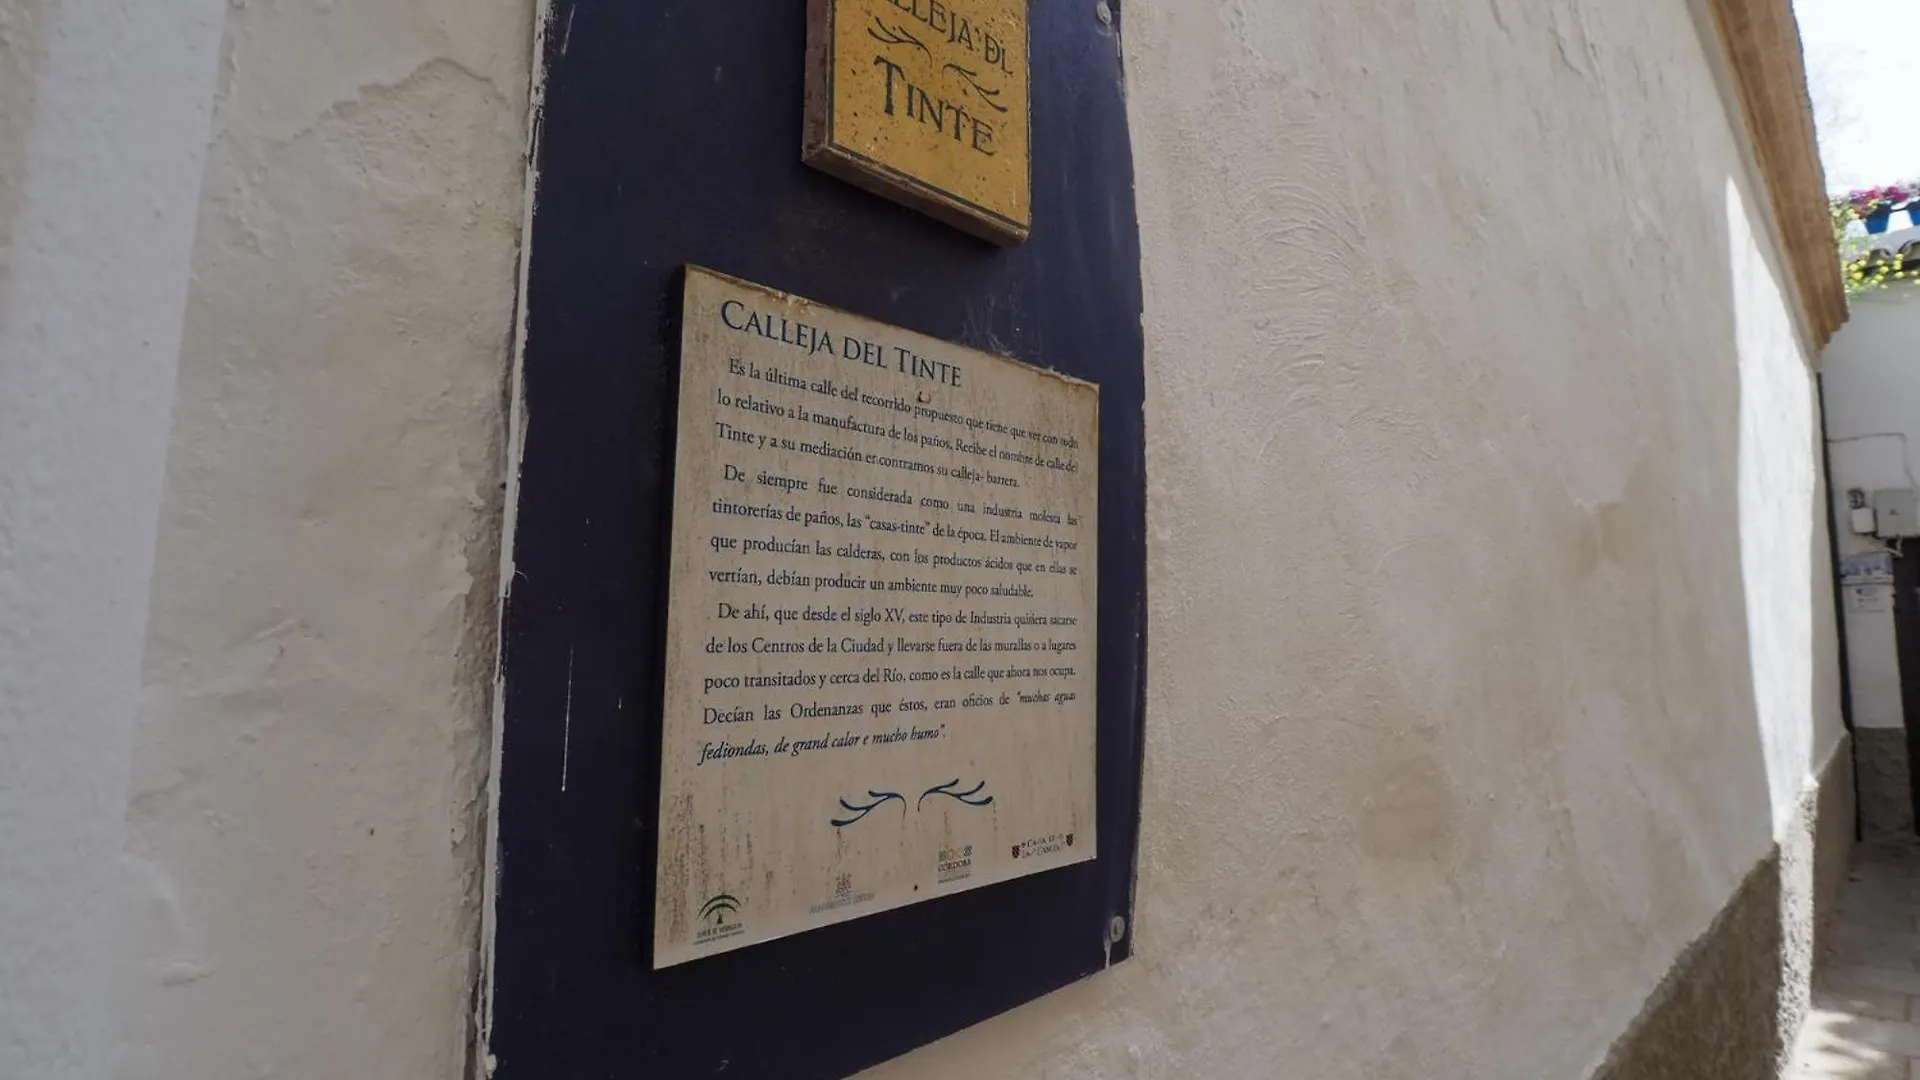 LLEJA DL
TINTE
CALLEJA DEL TINTE
Es la última calle del recorrido propuesto que tiene que ver con todo
lo relativo a la manufactura de los paños. Recibe el nombre de calle del
Tinte y a su mediación encontramos su calleja- barrera.
De siempre fue considerada como una industria molesta las
tintorerías de paños, las "casas-tinte" de la época. El ambiente de vapor
que producían las calderas, con los productos ácidos que en ellas se
vertían, debían producir un ambiente muy poco saludable.
De ahí, que desde el siglo XV, este tipo de Industria quisiera sacarse
de los Centros de la Ciudad y llevarse fuera de las murallas o a lugares
poco transitados y cerca del Río, como es la calle que ahora nos ocupa.
Decían las Ordenanzas que éstos, eran oficios de "muchas aguas
fediondas, de grand calor e mucho humo".
CÓRDOBA